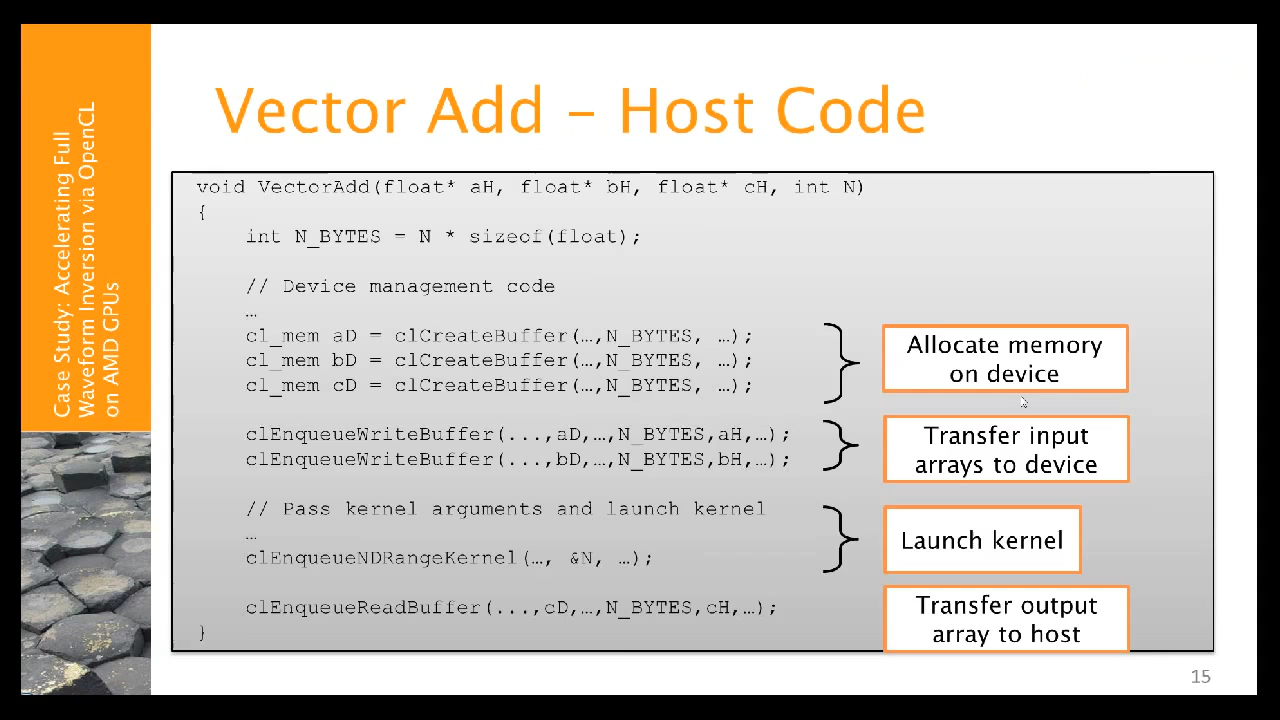 Case Study: Accelerating Full
Waveform Inversion via OpenCL
on AMD GPUs
Vector Add – Host Code
void VectorAdd(float* aH, float* bH, float* cH, int N)
{
int N_BYTES = N * sizeof(float);
// Device management code
…
cl_mem aD = clCreateBuffer(…,N_BYTES, …);
cl_mem bD = clCreateBuffer(…,N_BYTES, …);
cl_mem cD = clCreateBuffer(…,N_BYTES, …);
Allocate memory
on device
clEnqueueWriteBuffer(...,aD,…,N_BYTES,aH,…);
clEnqueueWriteBuffer(...,bD,…,N_BYTES,bH,…);
Transfer input
arrays to device
// Pass kernel arguments and launch kernel
…
clEnqueueNDRangeKernel(…, &N, …);
Launch kernel
clEnqueueReadBuffer(...,cD,…,N_BYTES,cH,…);
}
Transfer output
array to host
15